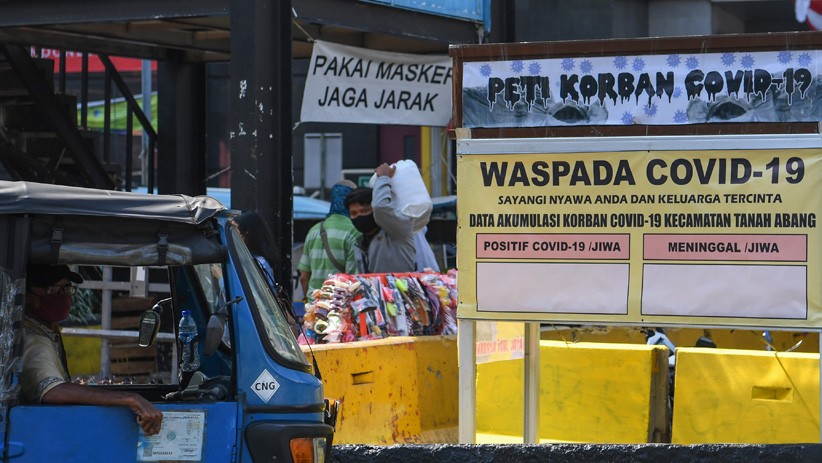 PAKAI MASKER
JAGA JARAK
PETI KORBAN COVID-19
WASPADA COVID-19
SAYANGI NYAWA ANDA DAN KELUARGA TERCINTA
DATA AKUMULASI KORBAN COVID-19 KECAMATAN TANAH ABANG
POSITIF COVID-19 /JIWA
MENINGGAL /JIWA
CNG